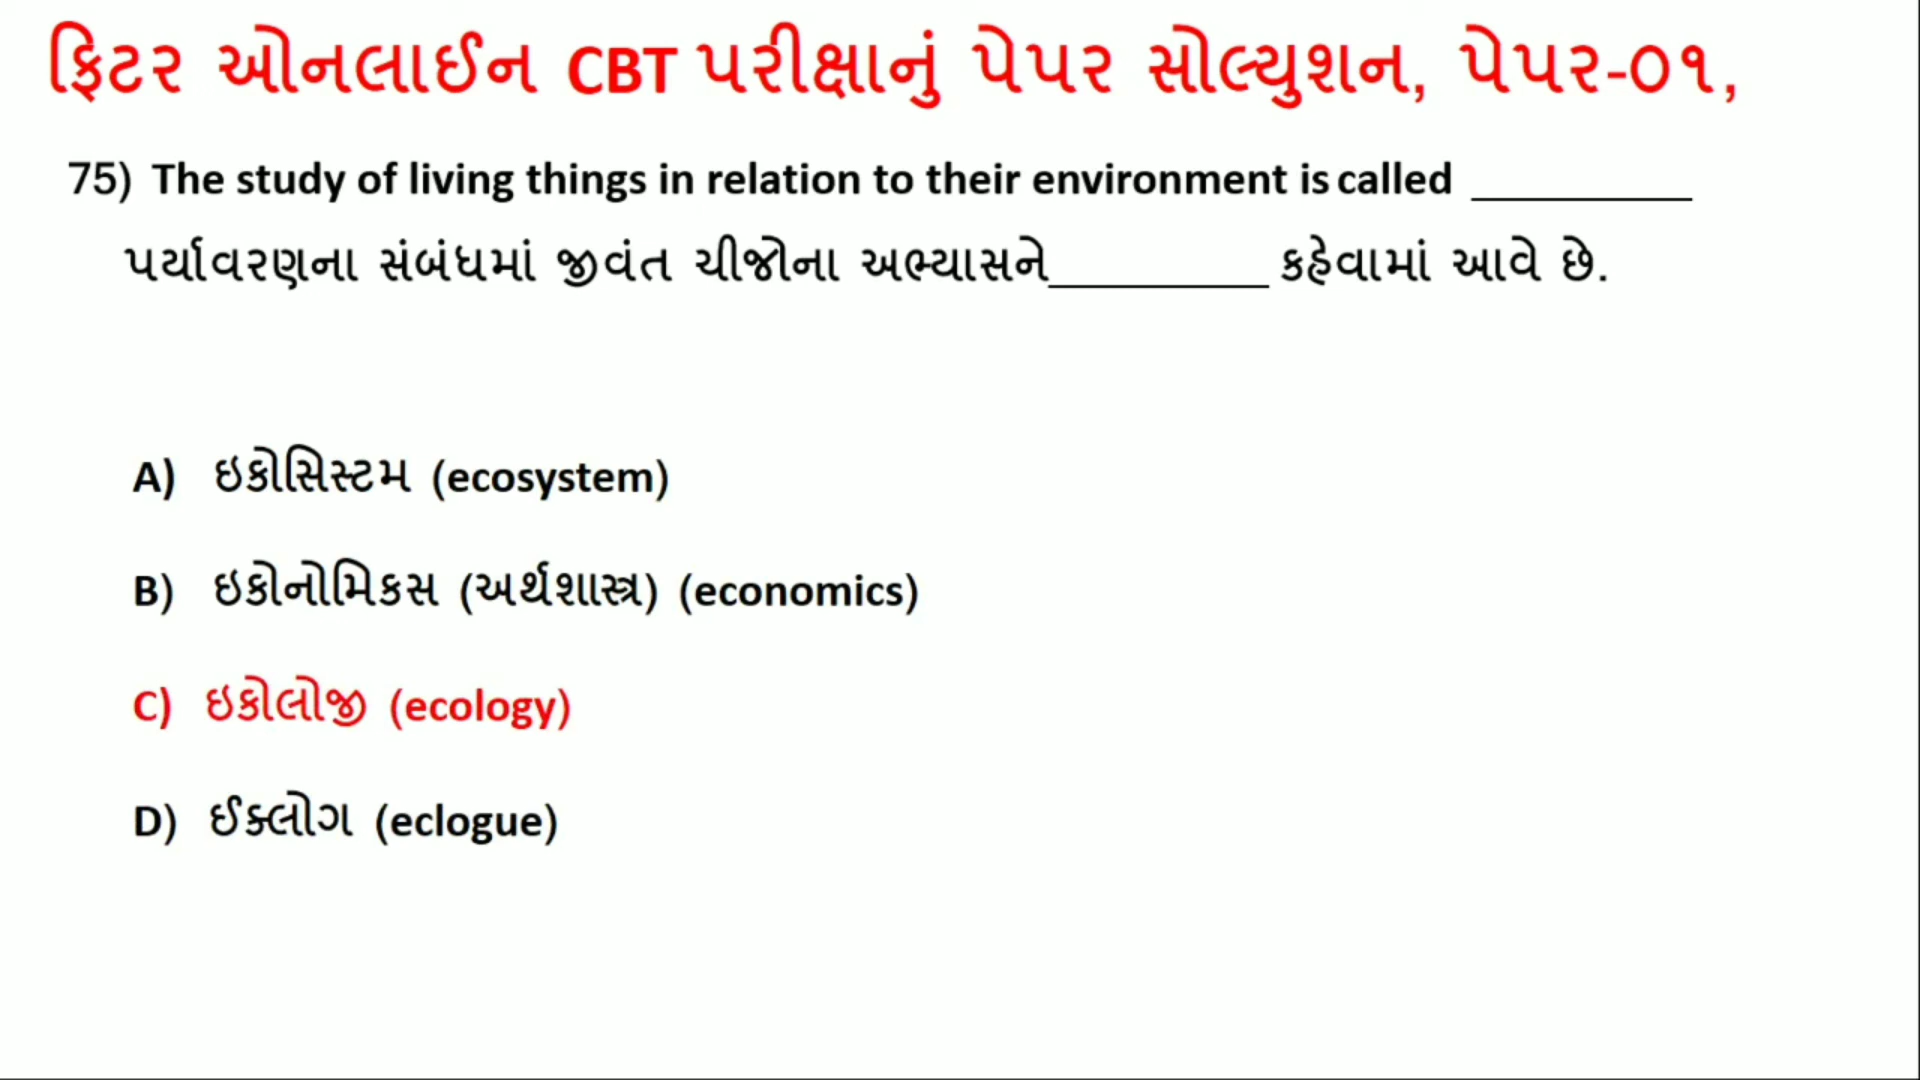 ફિટર ઓનલાઈન CBT પરીક્ષાનું પેપર સોલ્યુશન, પેપર-૦૧,
75) The study of living things in relation to their environment is called __________
પર્યાવરણના સંબંધમાં જીવંત ચીજોના અભ્યાસને__________ કહેવામાં આવે છે.
A) ઇકોસિસ્ટમ (ecosystem)
B) ઇકોનોમિકસ (અર્થશાસ્ત્ર) (economics)
C) ઇકોલોજી (ecology)
D) ઈક્લોગ (eclogue)